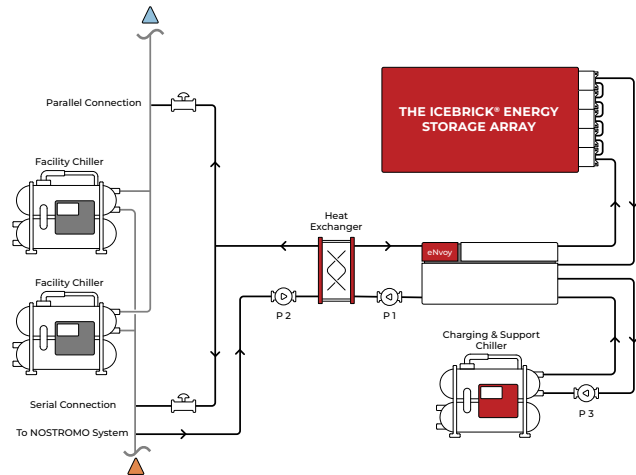 Parallel Connection
THE ICEBRICK® ENERGY
STORAGE ARRAY
Facility Chiller
Heat
Exchanger
eNvoy
Facility Chiller
P 2
P 1
Charging & Support
Chiller
Serial Connection
P 3
To NOSTROMO System